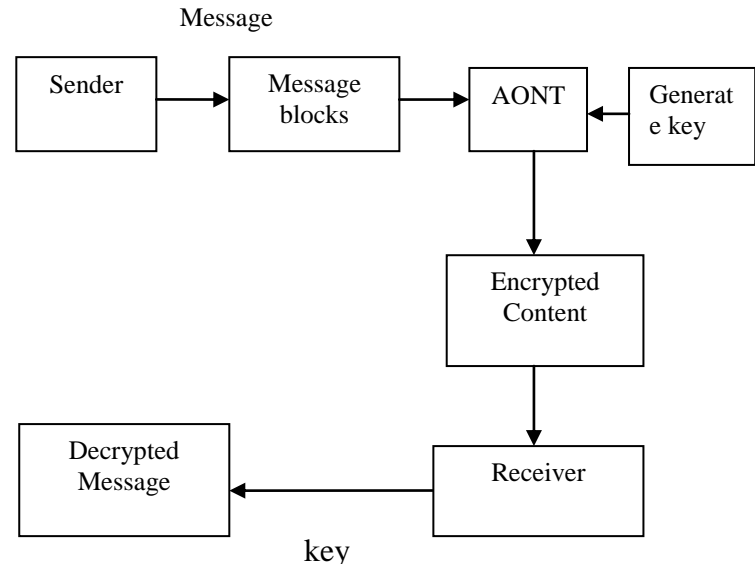 Message
Sender
Message
blocks
AONT
Generat
e key
Encrypted
Content
Decrypted
Message
Receiver
key